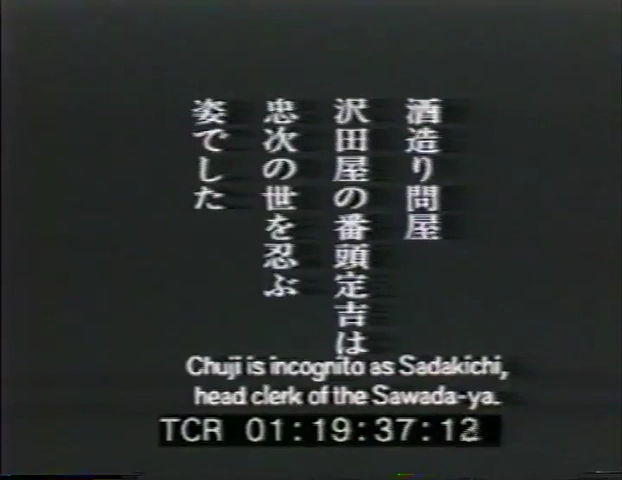 酒造り問屋
沢田屋の番頭定吉は
忠次の世を忍ぶ
姿でした
Chuji is incognito as Sadakichi,
head clerk of the Sawada-ya.
TCR 01:19:37:12